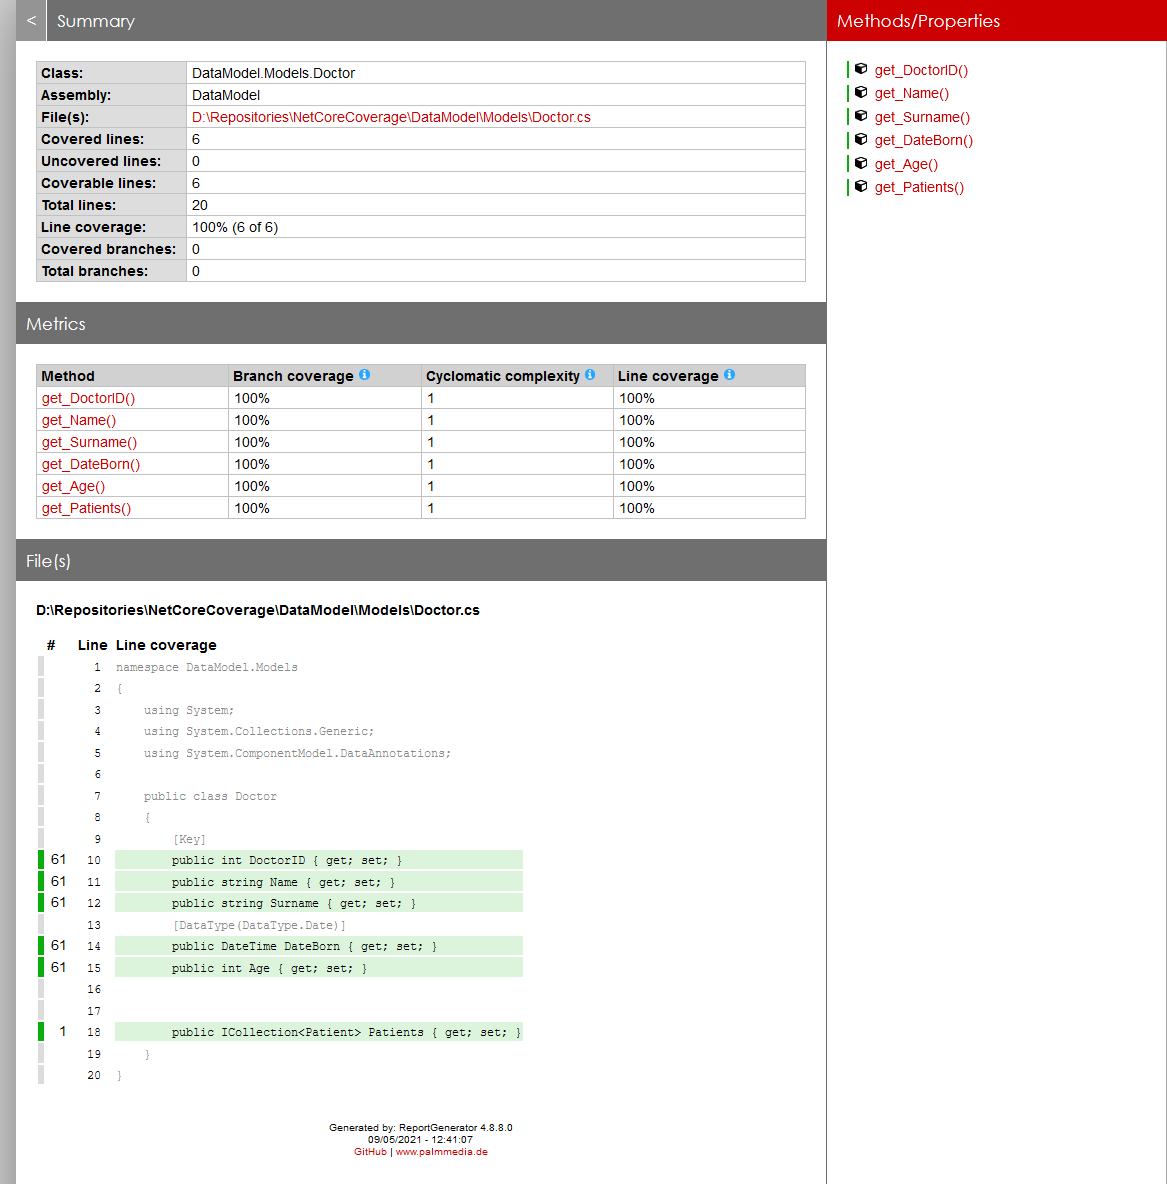 < Summary
Class: DataModel.Models.Doctor
Assembly: DataModel
File(s): D:\Repositories\NetCoreCoverage\DataModel\Models\Doctor.cs
Covered lines: 6
Uncovered lines: 0
Coverable lines: 6
Total lines: 20
Line coverage: 100% (6 of 6)
Covered branches: 0
Total branches: 0
Metrics
Method Branch coverage Cyclomatic complexity Line coverage
get_DoctorID() 100% 1 100%
get_Name() 100% 1 100%
get_Surname() 100% 1 100%
get_DateBorn() 100% 1 100%
get_Age() 100% 1 100%
get_Patients() 100% 1 100%
File(s)
D:\Repositories\NetCoreCoverage\DataModel\Models\Doctor.cs
# Line Line coverage
1 namespace DataModel.Models
2 {
3 using System;
4 using System.Collections.Generic;
5 using System.ComponentModel.DataAnnotations;
6
7 public class Doctor
8 {
9 [Key]
61 10 public int DoctorID { get; set; }
61 11 public string Name { get; set; }
61 12 public string Surname { get; set; }
13 [DataType(DataType.Date)]
61 14 public DateTime DateBorn { get; set; }
61 15 public int Age { get; set; }
16
17
1 18 public ICollection<Patient> Patients { get; set; }
19 }
20 }
Generated by: ReportGenerator 4.8.8.0
09/05/2021 - 12:41:07
GitHub | www.palmmedia.de
Methods/Properties
get_DoctorID()
get_Name()
get_Surname()
get_DateBorn()
get_Age()
get_Patients()